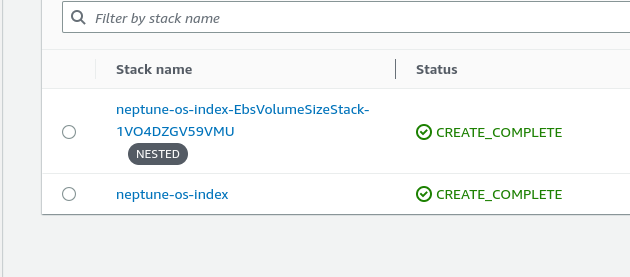 Filter by stack name
Stack name
Status
neptune-os-index-EbsVolumeSizeStack-
1VO4DZGV59VMU
NESTED
CREATE_COMPLETE
neptune-os-index
CREATE_COMPLETE